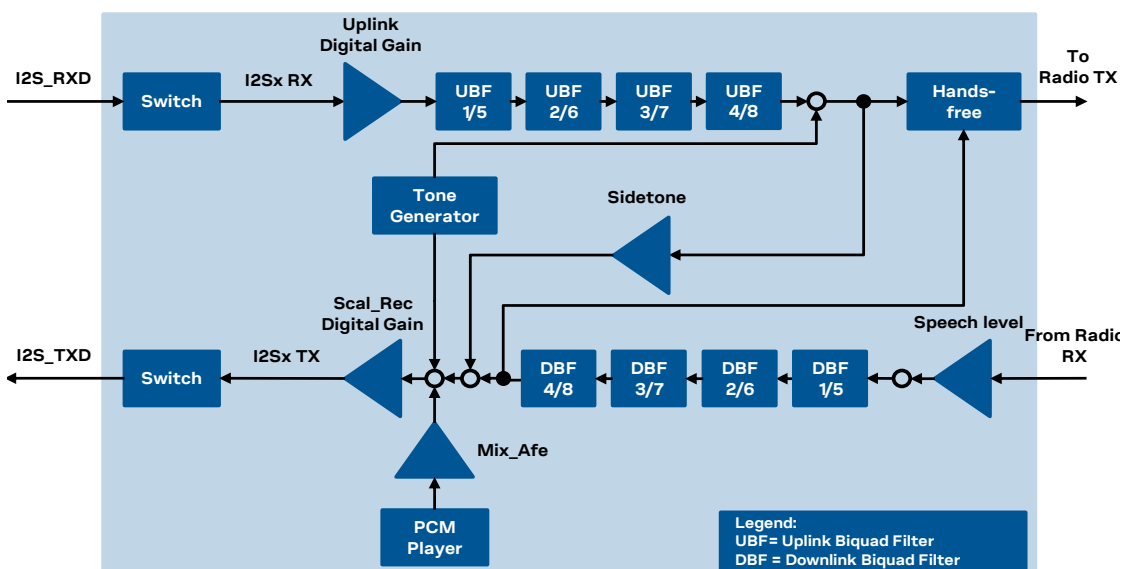 Uplink
Digital Gain
To
Radio TX
I2S_RXD
Switch
I2Sx RX
UBF
1/5
UBF
2/6
UBF
3/7
UBF
4/8
Hands-
free
Tone
Generator
Sidetone
Scal_Rec
Digital Gain
Speech level
From Radio
RX
I2S_TXD
Switch
I2Sx TX
DBF
4/8
DBF
3/7
DBF
2/6
DBF
1/5
Mix_Afe
PCM
Player
Legend:
UBF= Uplink Biquad Filter
DBF = Downlink Biquad Filter